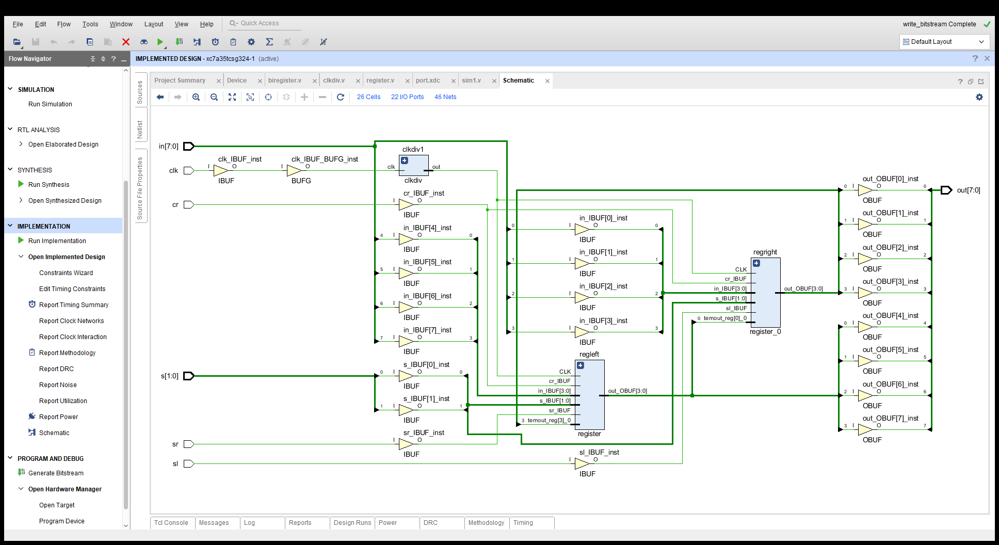 File Edit Flow Tools Window Layout View Help Quick Access write_bitstream Complete
Default Layout
Flow Navigator ? IMPLEMENTED DESIGN - xc7a35tcsg324-1 (active) ?
SIMULATION
Run Simulation
RTL ANALYSIS
Open Elaborated Design
SYNTHESIS
Run Synthesis
Open Synthesized Design
IMPLEMENTATION
Run Implementation
Open Implemented Design
Constraints Wizard
Edit Timing Constraints
Report Timing Summary
Report Clock Networks
Report Clock Interaction
Report Methodology
Report DRC
Report Noise
Report Utilization
Report Power
Schematic
PROGRAM AND DEBUG
Generate Bitstream
Open Hardware Manager
Open Target
Program Device
Sources
Netlist
Source File Properties
Project Summary Device biregister.v clkdiv.v register.v port.xdc sim1.v Schematic ?
26 Cells 22 I/O Ports 46 Nets
in[7:0]
clk
cr
s[1:0]
sr
sl
clk_IBUF_inst
I O
IBUF
clk_IBUF_BUFG_inst
I O
BUFG
clkdiv1
clk out
clkdiv
cr_IBUF_inst
I O
IBUF
in_IBUF[4]_inst
4 I O 0
IBUF
in_IBUF[5]_inst
5 I O 1
IBUF
in_IBUF[6]_inst
6 I O 2
IBUF
in_IBUF[7]_inst
7 I O 3
IBUF
s_IBUF[0]_inst
0 I O 0
IBUF
s_IBUF[1]_inst
1 I O 1
IBUF
sr_IBUF_inst
I O
IBUF
in_IBUF[0]_inst
0 I O 0
IBUF
in_IBUF[1]_inst
1 I O 1
IBUF
in_IBUF[2]_inst
2 I O 2
IBUF
in_IBUF[3]_inst
3 I O 3
IBUF
regleft
CLK
cr_IBUF
in_IBUF[3:0] out_OBUF[3:0]
s_IBUF[1:0]
sr_IBUF
3 temout_reg[3]_0
register
sl_IBUF_inst
I O
IBUF
regright
CLK
cr_IBUF
in_IBUF[3:0] out_OBUF[3:0]
s_IBUF[1:0]
sl_IBUF
0 temout_reg[0]_0
register_0
out_OBUF[0]_inst
0 I O 0
OBUF
out[7:0]
out_OBUF[1]_inst
1 I O 1
OBUF
out_OBUF[2]_inst
2 I O 2
OBUF
out_OBUF[3]_inst
3 I O 3
OBUF
out_OBUF[4]_inst
0 I O 4
OBUF
out_OBUF[5]_inst
1 I O 5
OBUF
out_OBUF[6]_inst
2 I O 6
OBUF
out_OBUF[7]_inst
3 I O 7
OBUF
Tcl Console Messages Log Reports Design Runs Power DRC Methodology Timing